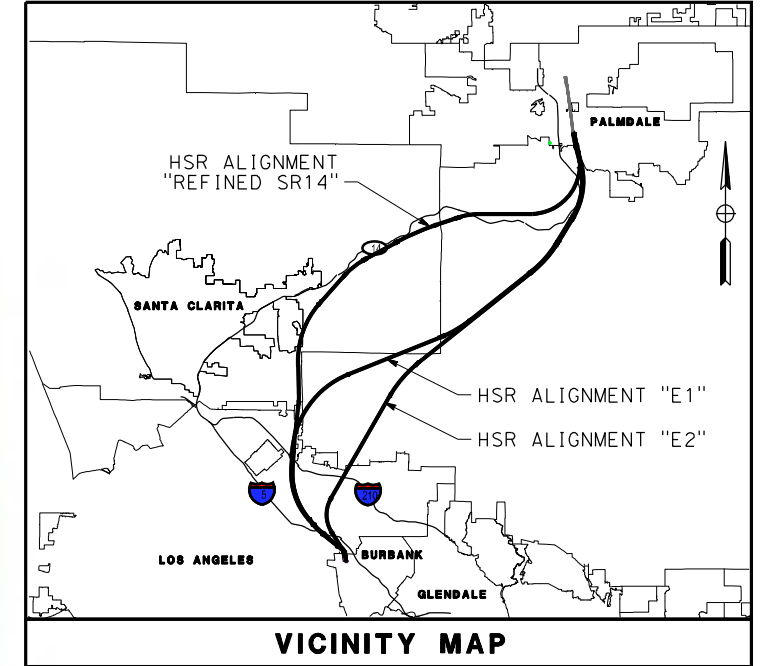 PALMDALE
HSR ALIGNMENT
"REFINED SR14"
14
SANTA CLARITA
HSR ALIGNMENT "E1"
HSR ALIGNMENT "E2"
5
210
LOS ANGELES
BURBANK
GLENDALE
VICINITY MAP